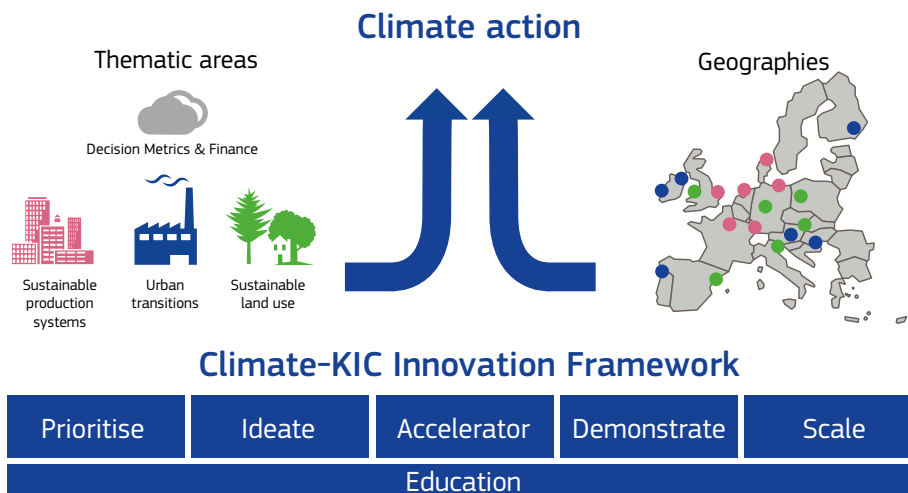 Climate action
Thematic areas
Geographies
Decision Metrics & Finance
Sustainable
production
systems
Urban
transitions
Sustainable
land use
Climate-KIC Innovation Framework
Prioritise
Ideate
Accelerator
Demonstrate
Scale
Education